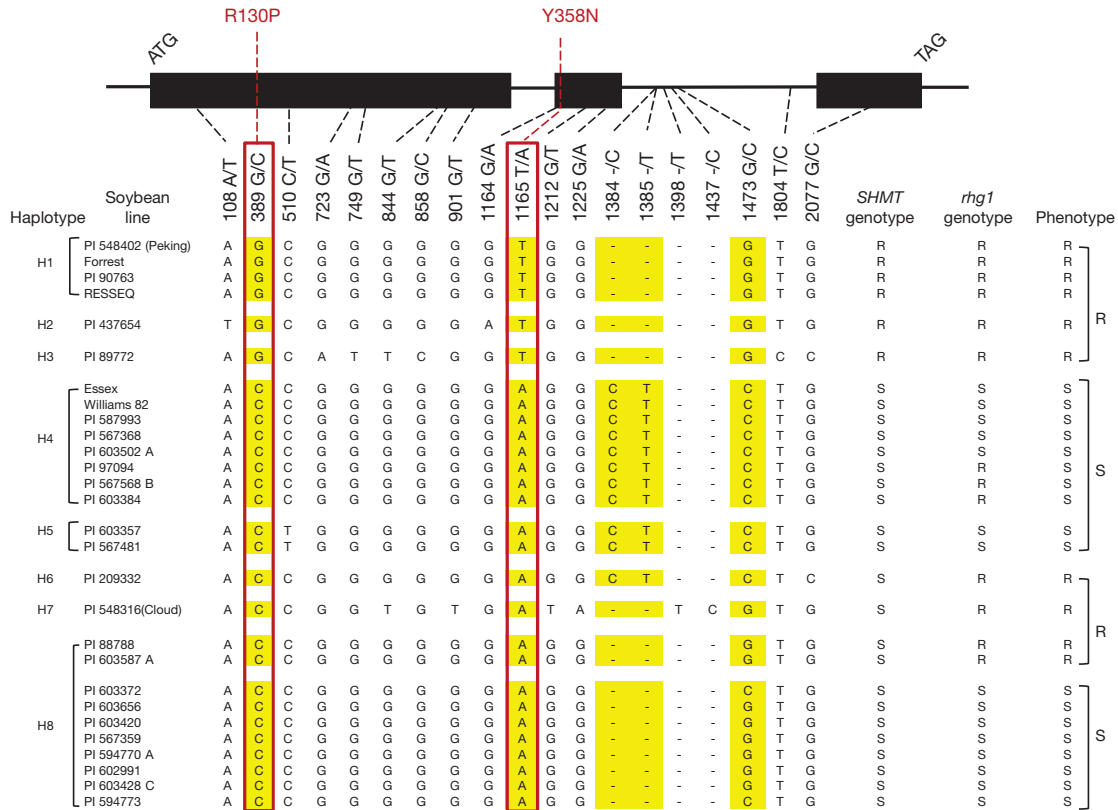 R130P Y358N
ATG TAG
Haplotype Soybean line 108 A/T 389 G/C 510 C/T 723 G/A 749 G/T 844 G/T 858 G/C 901 G/T 1164 G/A 1165 T/A 1212 G/T 1225 G/A 1384 -/C 1385 -/T 1398 -/T 1437 -/C 1473 G/C 1804 T/C 2077 G/C SHMT genotype rhg1 genotype Phenotype
PI 548402 (Peking) A G C G G G G G G T G G - - - - G T G R R R
H1 Forrest A G C G G G G G G T G G - - - - G T G R R R
PI 90763 A G C G G G G G G T G G - - - - G T G R R R
RESSEQ A G C G G G G G G T G G - - - - G T G R R R
R
H2 PI 437654 T G C G G G G G A T G G - - - - G T G R R R
H3 PI 89772 A G C A T T C G G T G G - - - - G C C R R R
Essex A C C G G G G G G A G G C T - - C T G S S S
Williams 82 A C C G G G G G G A G G C T - - C T G S S S
PI 587993 A C C G G G G G G A G G C T - - C T G S S S
H4 PI 567368 A C C G G G G G G A G G C T - - C T G S S S
PI 603502 A A C C G G G G G G A G G C T - - C T G S S S
PI 97094 A C C G G G G G G A G G C T - - C T G S R S
S
PI 567568 B A C C G G G G G G A G G C T - - C T G S R S
PI 603384 A C C G G G G G G A G G C T - - C T G S R S
H5 PI 603357 A C T G G G G G G A G G C T - - C T G S S S
PI 567481 A C T G G G G G G A G G C T - - C T G S S S
H6 PI 209332 A C C G G G G G G A G G C T - - C T C S R R
H7 PI 548316(Cloud) A C C G G T G T G A T A - - T C G T G S R R
R
PI 88788 A C C G G G G G G A G G - - - - G T G S R R
PI 603587 A A C C G G G G G G A G G - - - - G T G S R R
PI 603372 A C C G G G G G G A G G - - - - C T G S S S
PI 603656 A C C G G G G G G A G G - - - - G T G S S S
H8 PI 603420 A C C G G G G G G A G G - - - - G T G S S S
S
PI 567359 A C C G G G G G G A G G - - - - G T G S S S
PI 594770 A A C C G G G G G G A G G - - - - G T G S S S
PI 602991 A C C G G G G G G A G G - - - - G T G S S S
PI 603428 C A C C G G G G G G A G G - - - - G T G S S S
PI 594773 A C C G G G G G G A G G - - - - C T G S S S